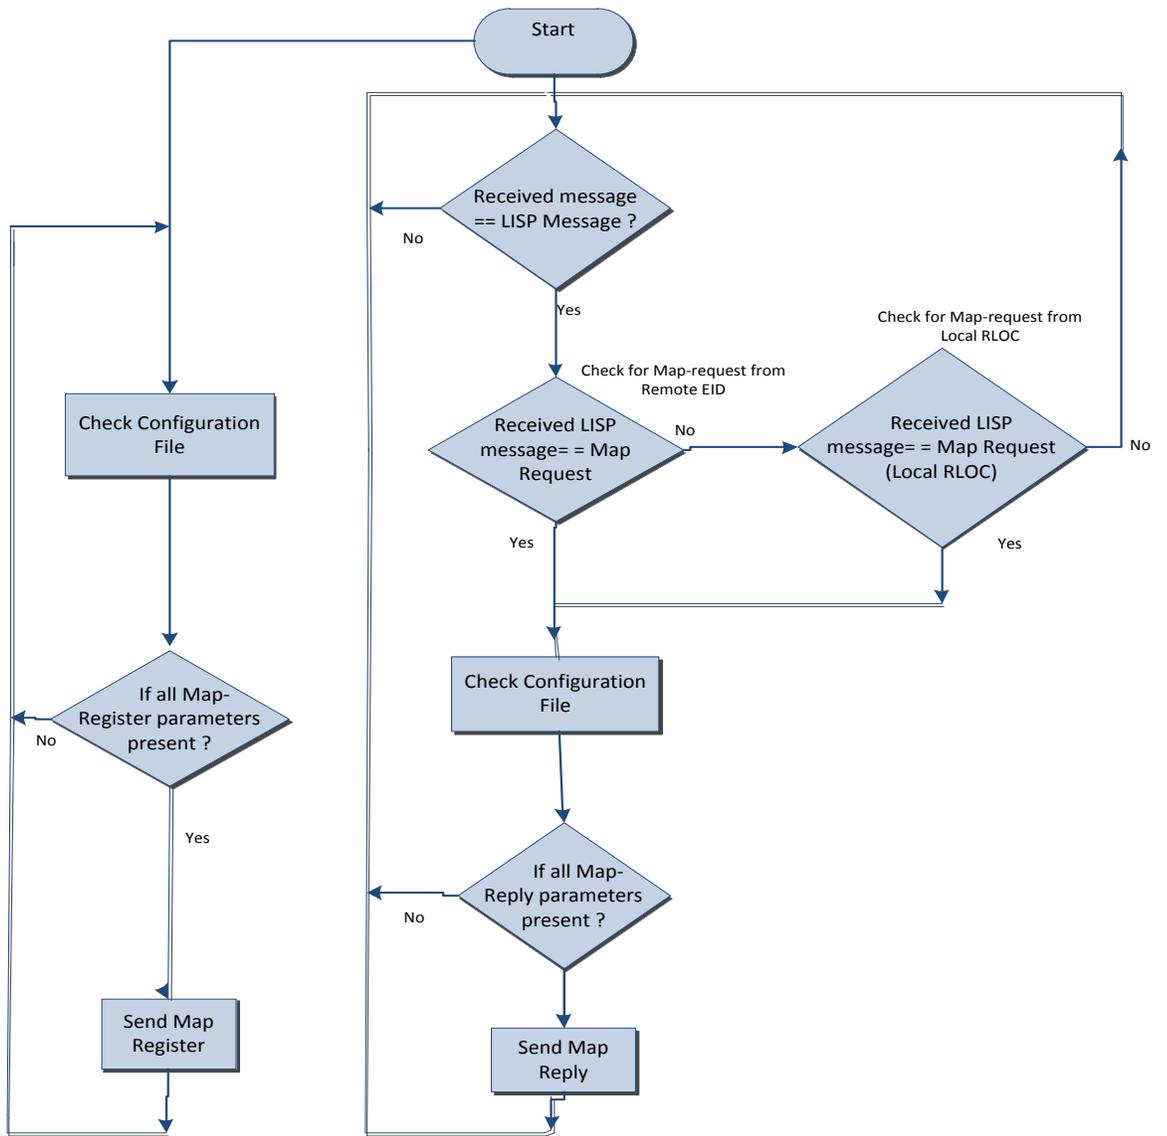 Start
Received message
== LISP Message ?
No
Yes
Check for Map-request from
Local RLOC
Check for Map-request from
Remote EID
Check Configuration
File
Received LISP
message= = Map
Request
No
Received LISP
message= = Map Request
(Local RLOC)
No
Yes
Yes
If all Map-
Register parameters
present ?
No
Check Configuration
File
Yes
If all Map-
Reply parameters
present ?
No
Send Map
Register
Send Map
Reply